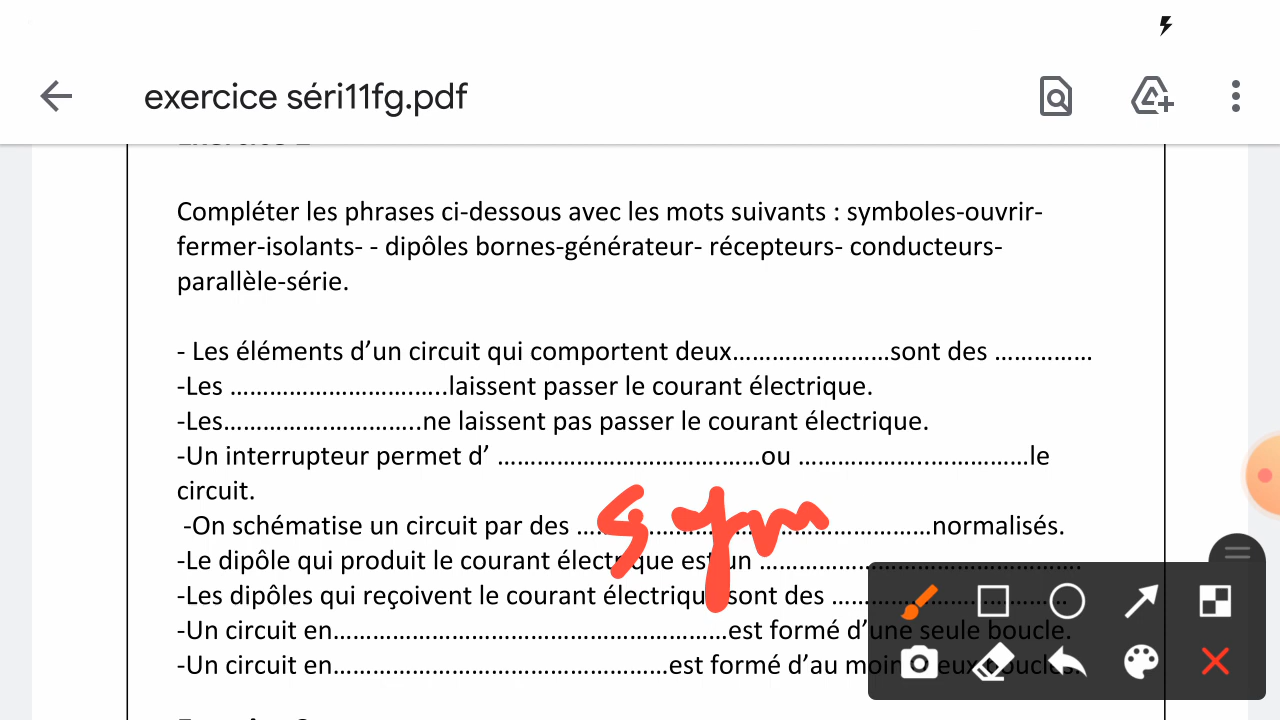 exercice séri11fg.pdf
Compléter les phrases ci-dessous avec les mots suivants : symboles-ouvrir-
fermer-isolants- - dipôles bornes-générateur- récepteurs- conducteurs-
parallèle-série.
- Les éléments d’un circuit qui comportent deux……………………sont des ……………
-Les ……………………….…..laissent passer le courant électrique.
-Les…………….…………..ne laissent pas passer le courant électrique.
-Un interrupteur permet d’ …………………………….……ou ………………..……………le
circuit.
-On schématise un circuit par des ………………………………………………normalisés.
sym
-Le dipôle qui produit le courant électrique est un ………………………………………….
-Les dipôles qui reçoivent le courant électrique sont des ………………………………
-Un circuit en……………………………………………………est formé d’une seule boucle.
-Un circuit en……………………………………………est formé d’au moins deux boucles.